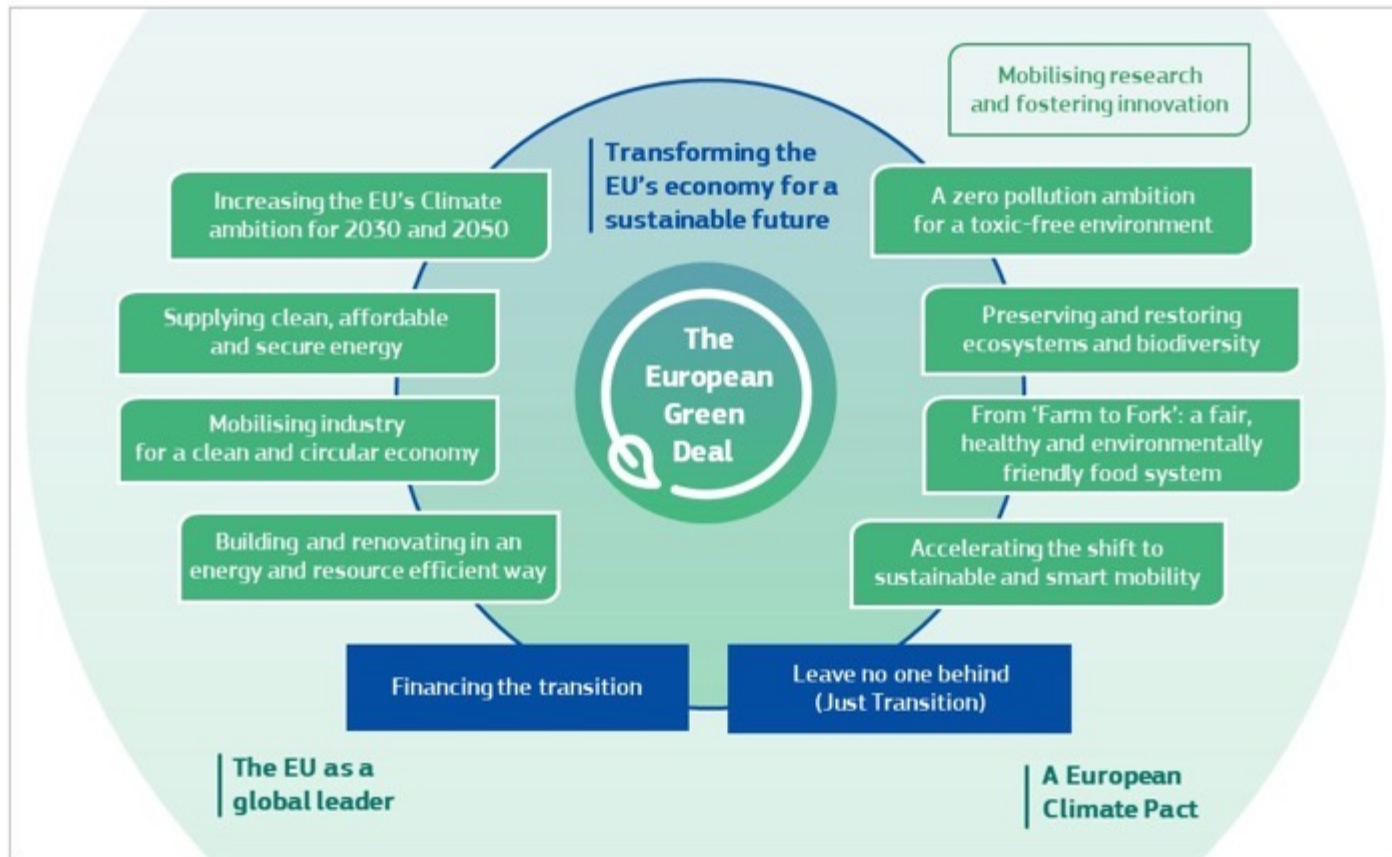 Mobilising research
and fostering innovation
Transforming the
EU's economy for a
sustainable future
Increasing the EU's Climate
ambition for 2030 and 2050
A zero pollution ambition
for a toxic-free environment
Supplying clean, affordable
and secure energy
Preserving and restoring
ecosystems and biodiversity
The
European
Green
Deal
Mobilising industry
for a clean and circular economy
From ‘Farm to Fork’: a fair,
healthy and environmentally
friendly food system
Building and renovating in an
energy and resource efficient way
Accelerating the shift to
sustainable and smart mobility
Financing the transition
Leave no one behind
(Just Transition)
The EU as a
global leader
A European
Climate Pact